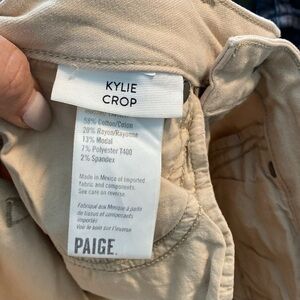 KYLIE
CROP
58% Cotton/Coton
20% Rayon/Rayonne
13% Modal
7% Polyester T400
2% Spandex
Made in Mexico of imported
fabric and components.
See care on reverse.
Fabriqué aux Mexique à partir
de tissus et composants
importés
Voir le soin sur l'inverse
PAIGE